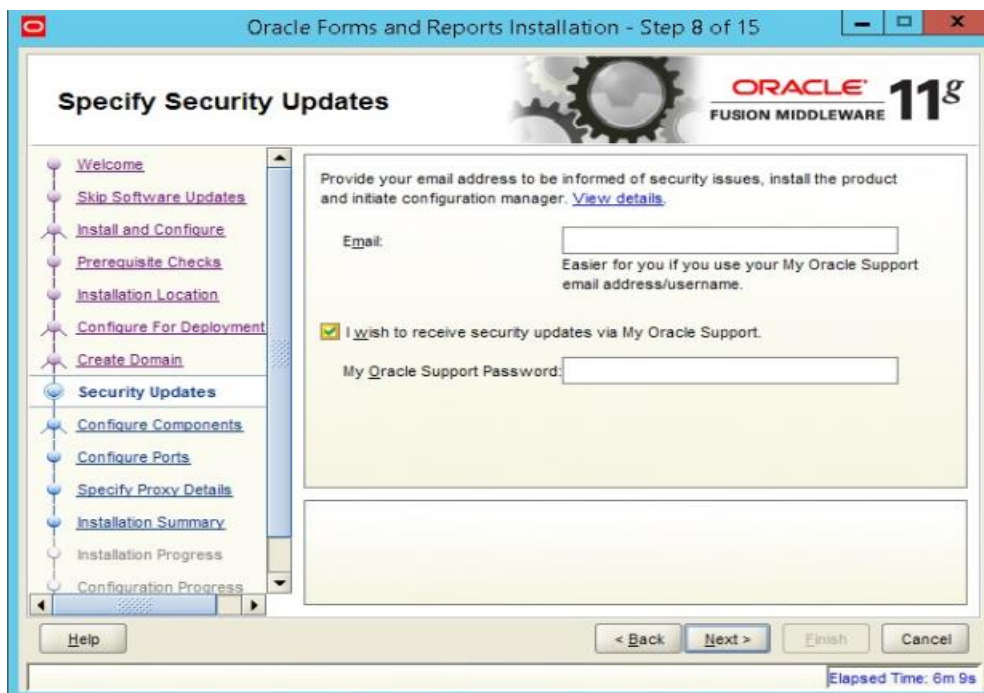 Oracle Forms and Reports Installation - Step 8 of 15
Specify Security Updates
ORACLE
FUSION MIDDLEWARE 11g
Welcome
Skip Software Updates
Install and Configure
Prerequisite Checks
Installation Location
Configure For Deployment
Create Domain
Security Updates
Configure Components
Configure Ports
Specify Proxy Details
Installation Summary
Installation Progress
Configuration Progress
Provide your email address to be informed of security issues, install the product
and initiate configuration manager. View details.
Email:
Easier for you if you use your My Oracle Support
email address/username.
I wish to receive security updates via My Oracle Support.
My Oracle Support Password:
Help
< Back
Next >
Finish
Cancel
Elapsed Time: 6m 9s